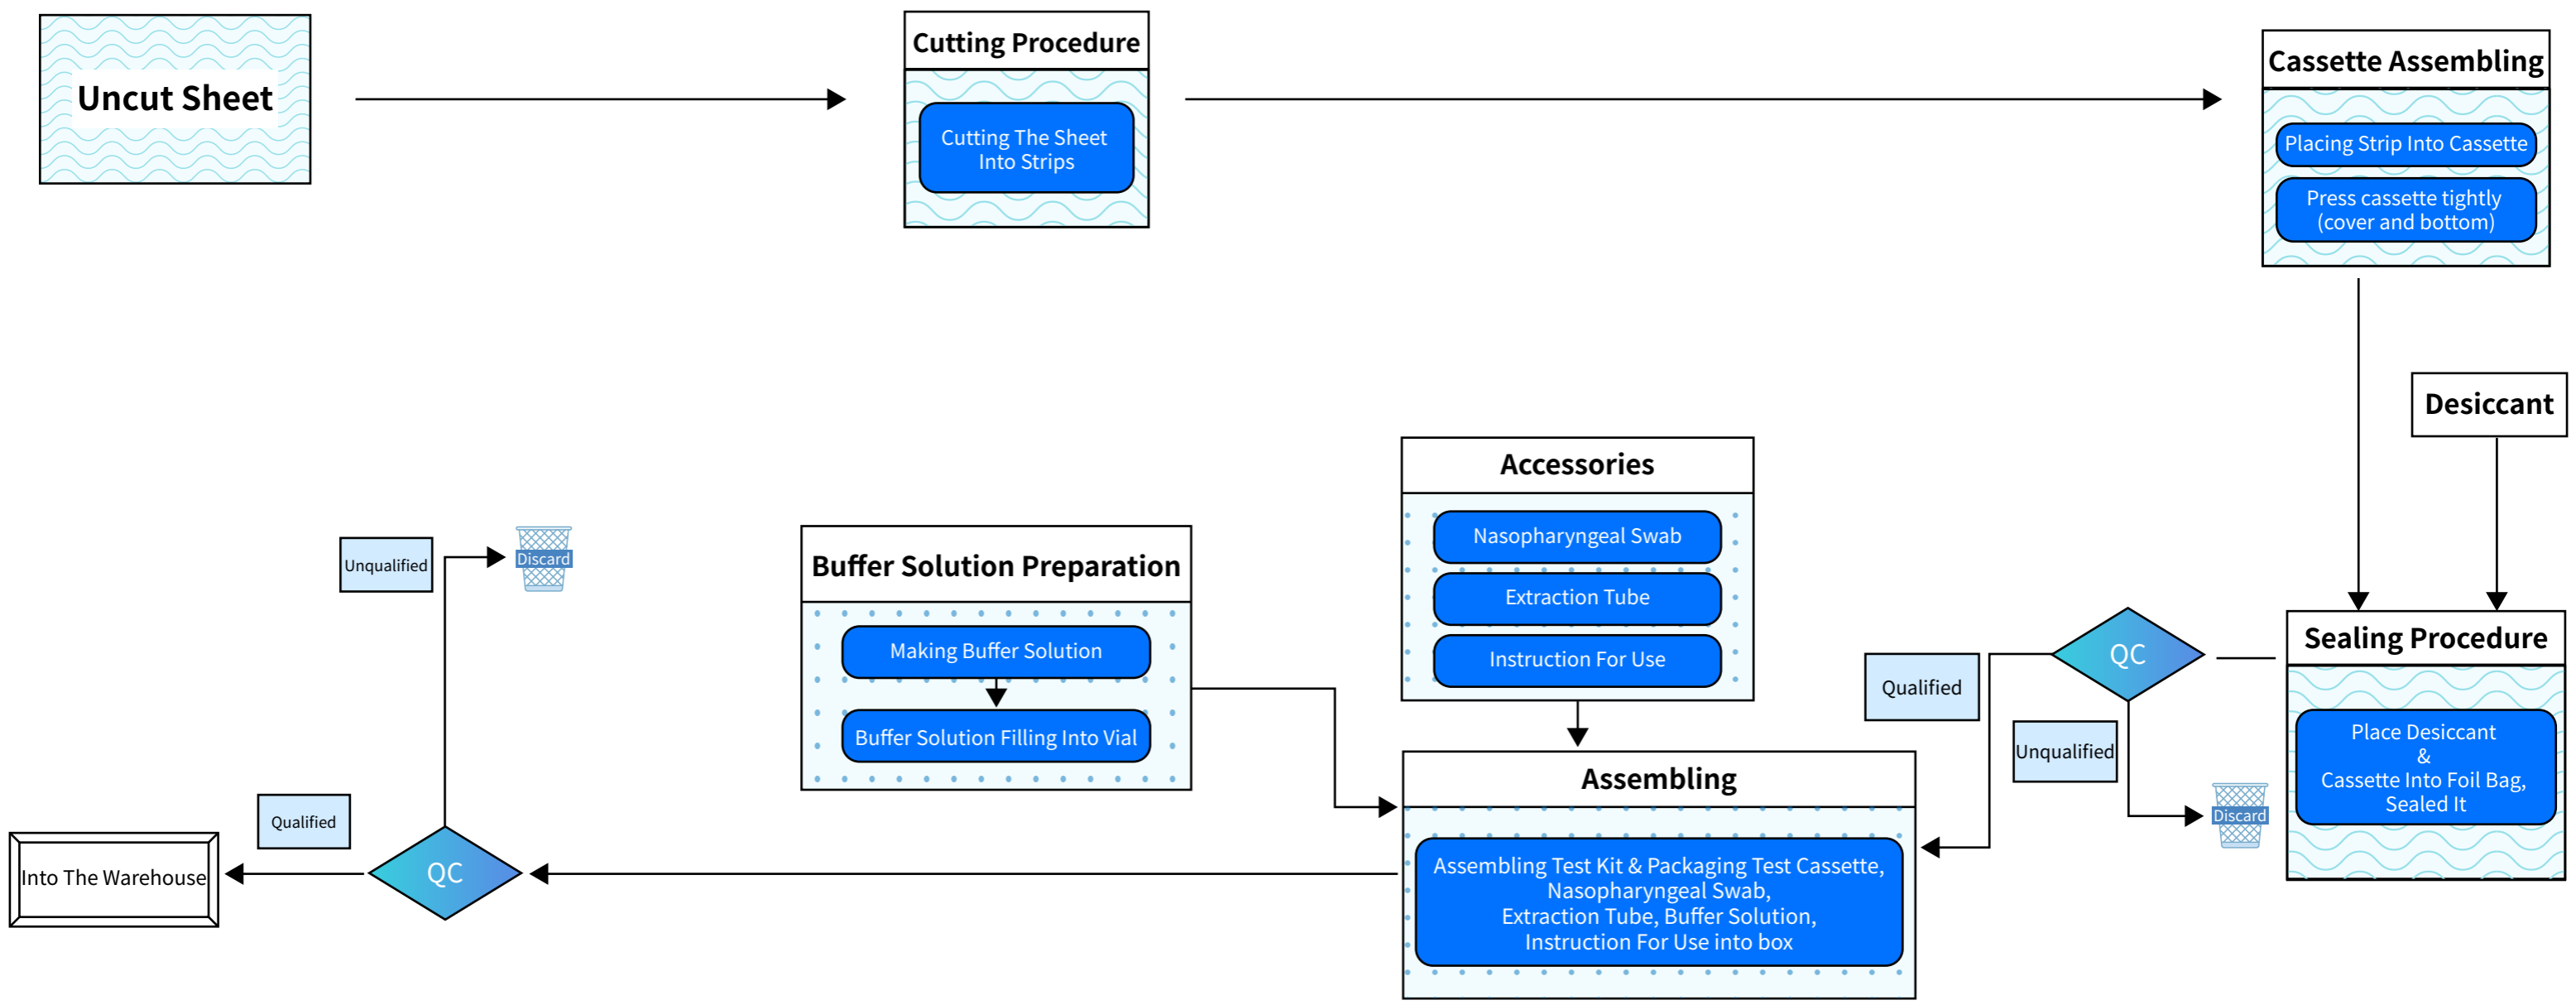 Uncut Sheet
Cutting Procedure
Cutting The Sheet
Into Strips
Cassette Assembling
Placing Strip Into Cassette
Press cassette tightly
(cover and bottom)
Desiccant
Sealing Procedure
Place Desiccant
&
Cassette Into Foil Bag,
Sealed It
QC
Qualified
Unqualified
Discard
Accessories
Nasopharyngeal Swab
Extraction Tube
Instruction For Use
Buffer Solution Preparation
Making Buffer Solution
Buffer Solution Filling Into Vial
Assembling
Assembling Test Kit & Packaging Test Cassette,
Nasopharyngeal Swab,
Extraction Tube, Buffer Solution,
Instruction For Use into box
QC
Unqualified
Discard
Qualified
Into The Warehouse